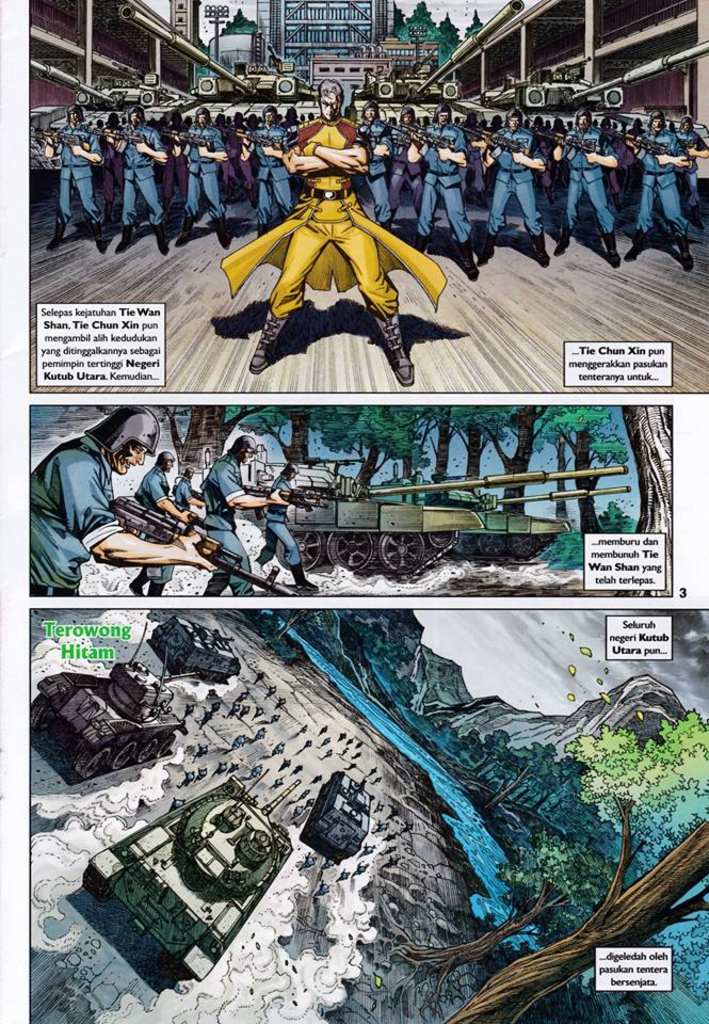 Selepas kejatuhan Tie Wan
Shan, Tie Chun Xin pun
mengambil alih kedudukan
yang ditinggalkannya sebagai
pemimpin tertinggi Negeri
Kutub Utara. Kemudian...
...Tie Chun Xin pun
menggerakkan pasukan
tenteranya untuk...
...memburu dan
membunuh Tie
Wan Shan yang
telah terlepas.
3
Terowong
Hitam
Seluruh
negeri Kutub
Utara pun...
...digeledah oleh
pasukan tentera
bersenjata.